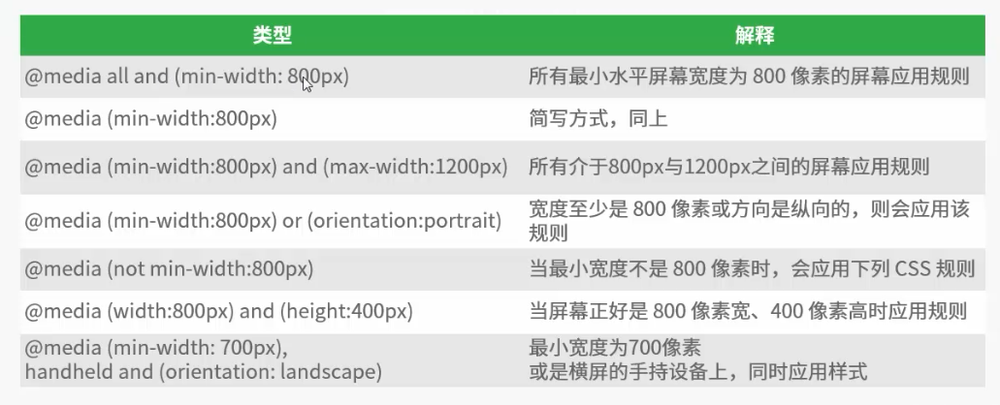 类型 解释
@media all and (min-width: 800px) 所有最小水平屏幕宽度为 800 像素的屏幕应用规则
@media (min-width:800px) 简写方式，同上
@media (min-width:800px) and (max-width:1200px) 所有介于800px与1200px之间的屏幕应用规则
@media (min-width:800px) or (orientation:portrait) 宽度至少是 800 像素或方向是纵向的，则会应用该
规则
@media (not min-width:800px) 当最小宽度不是 800 像素时，会应用下列 CSS 规则
@media (width:800px) and (height:400px) 当屏幕正好是 800 像素宽、400 像素高时应用规则
@media (min-width: 700px), 最小宽度为700像素
handheld and (orientation: landscape) 或是横屏的手持设备上，同时应用样式